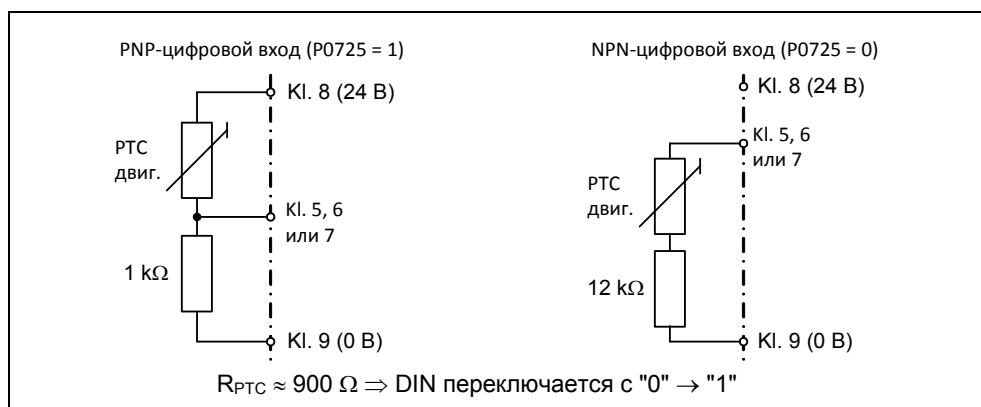 PNP-цифровой вход (P0725 = 1)
Kl. 8 (24 В)
PTC
двиг.
Kl. 5, 6
или 7
1 kΩ
Kl. 9 (0 В)
NPN-цифровой вход (P0725 = 0)
Kl. 8 (24 В)
Kl. 5, 6
или 7
PTC
двиг.
12 kΩ
Kl. 9 (0 В)
RPTC ≈ 900 Ω ⇒ DIN переключается с "0" → "1"